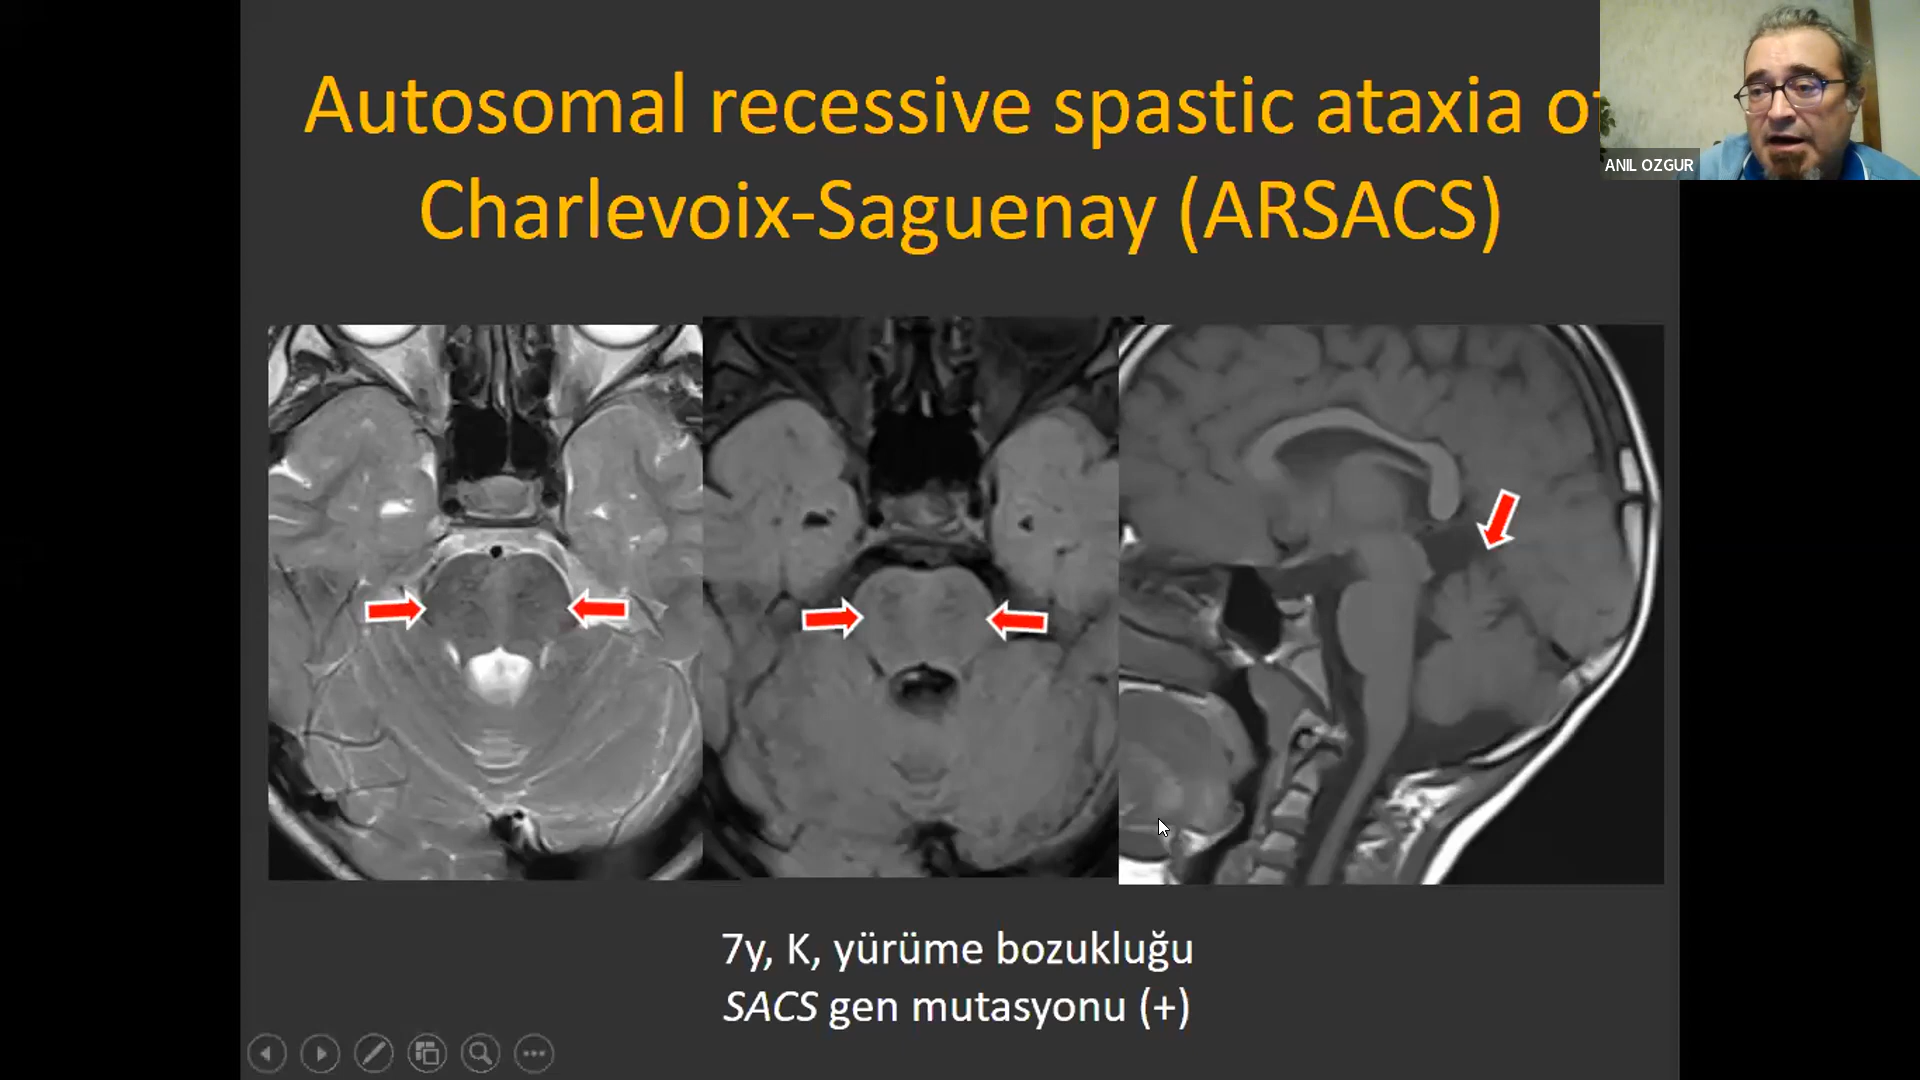 Autosomal recessive spastic ataxia of
Charlevoix-Saguenay (ARSACS)
ANIL OZGUR
7y, K, yürüme bozukluğu
SACS gen mutasyonu (+)